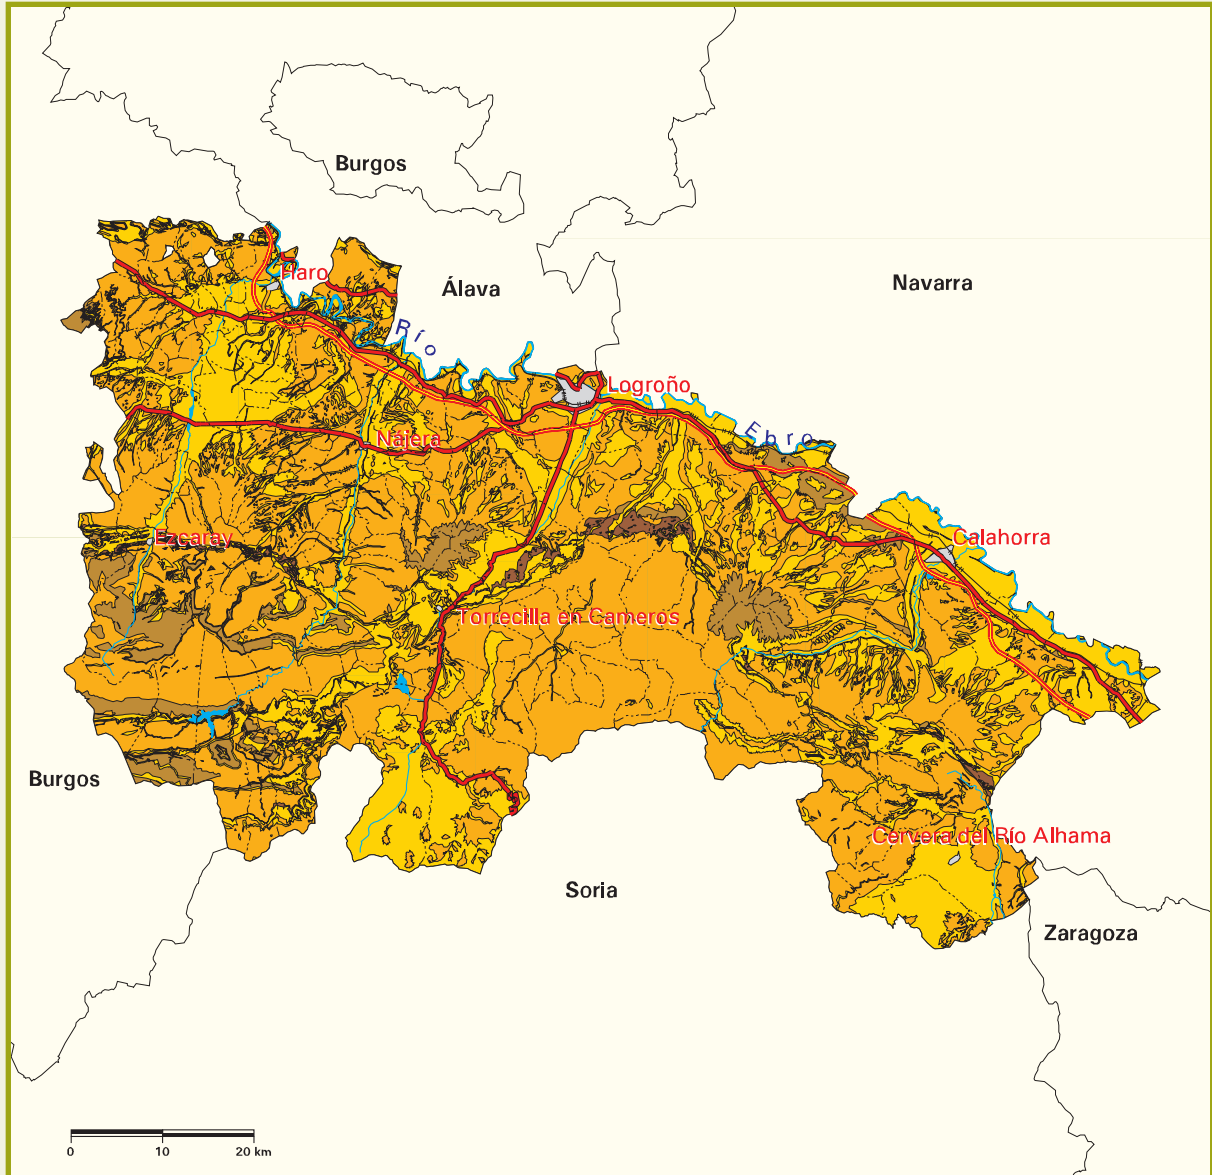 Burgos
Haro
Álava
Navarra
Río
Logroño
Ebro
Nájera
Ezcaray
Calahorra
Torrecilla en Cameros
Burgos
Cervera del Río Alhama
Soria
Zaragoza
0 10 20 km